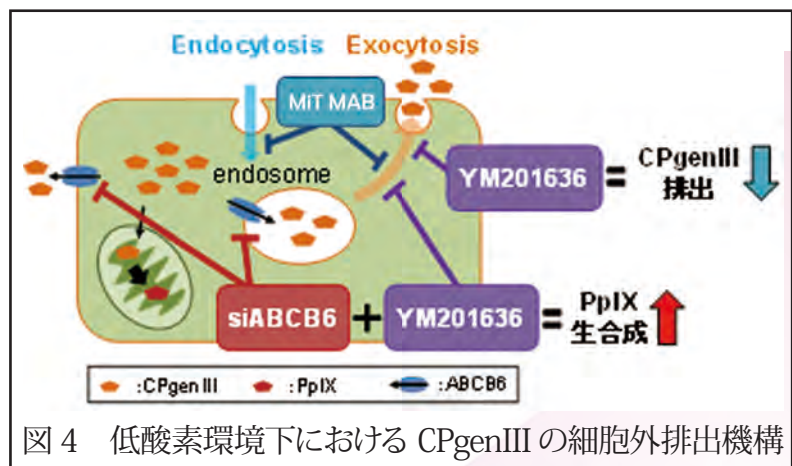 Endocytosis Exocytosis
MiT MAB
endosome
YM201636 = CPgenIII
排出
siABCB6 + YM201636 = PpIX
生合成
:CPgen III :PpIX :ABCB6
図 4 低酸素環境下における CPgenIII の細胞外排出機構